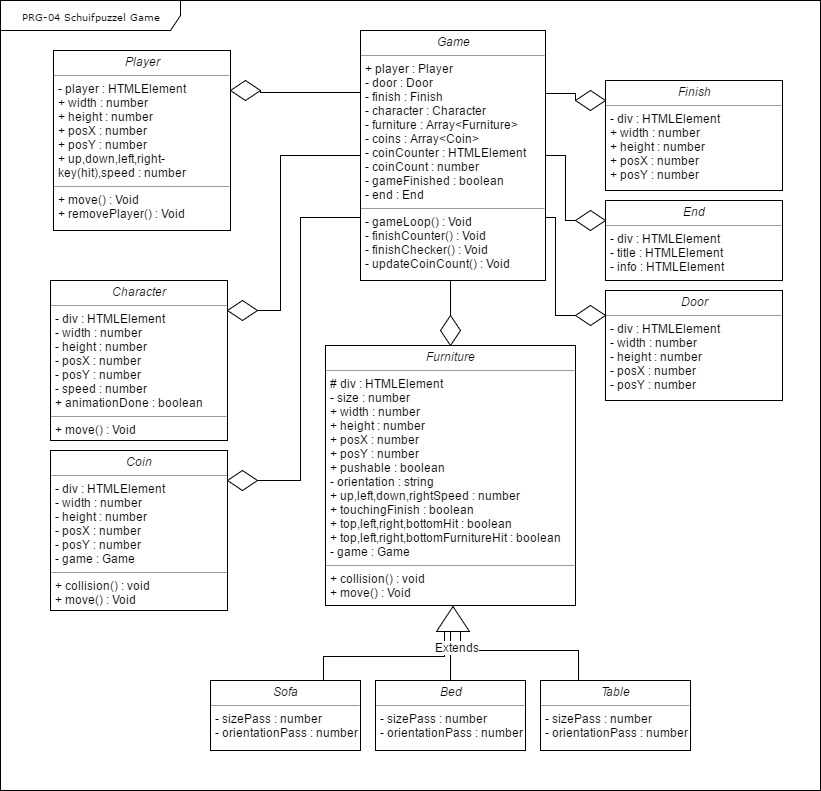 PRG-04 Schuifpuzzel Game
Player
- player : HTMLElement
+ width : number
+ height : number
+ posX : number
+ posY : number
+ up,down,left,right-
key(hit),speed : number
+ move() : Void
+ removePlayer() : Void
Game
+ player : Player
- door : Door
- finish : Finish
- character : Character
- furniture : Array<Furniture>
- coins : Array<Coin>
- coinCounter : HTMLElement
- coinCount : number
- gameFinished : boolean
- end : End
- gameLoop() : Void
- finishCounter() : Void
- finishChecker() : Void
- updateCoinCount() : Void
Finish
- div : HTMLElement
+ width : number
+ height : number
+ posX : number
+ posY : number
End
- div : HTMLElement
- title : HTMLElement
- info : HTMLElement
Door
- div : HTMLElement
- width : number
- height : number
- posX : number
- posY : number
Character
- div : HTMLElement
- width : number
- height : number
- posX : number
- posY : number
- speed : number
+ animationDone : boolean
+ move() : Void
Coin
- div : HTMLElement
- width : number
- height : number
- posX : number
- posY : number
- game : Game
+ collision() : void
+ move() : Void
Furniture
# div : HTMLElement
- size : number
+ width : number
+ height : number
+ posX : number
+ posY : number
+ pushable : boolean
- orientation : string
+ up,left,down,rightSpeed : number
+ touchingFinish : boolean
+ top,left,right,bottomHit : boolean
+ top,left,right,bottomFurnitureHit : boolean
- game : Game
+ collision() : void
+ move() : Void
Extends
Sofa
- sizePass : number
- orientationPass : number
Bed
- sizePass : number
- orientationPass : number
Table
- sizePass : number
- orientationPass : number